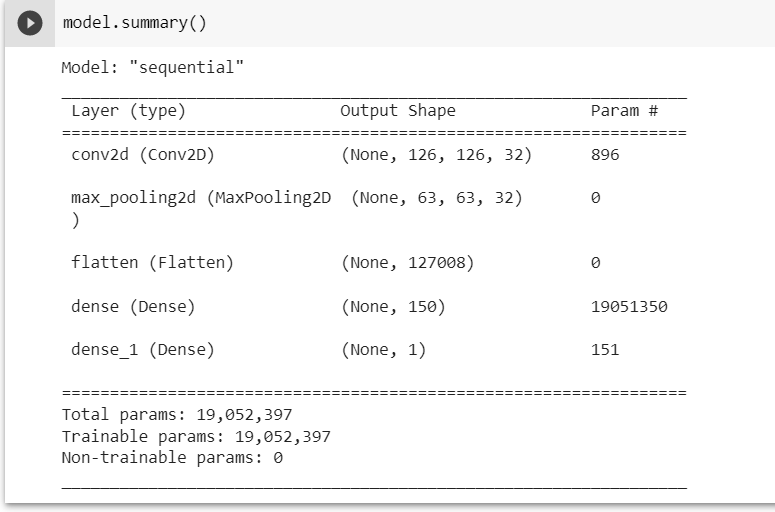 model.summary()
Model: "sequential"
_________________________________________________________________
Layer (type)                Output Shape              Param #
=================================================================
conv2d (Conv2D)             (None, 126, 126, 32)      896
max_pooling2d (MaxPooling2D  (None, 63, 63, 32)       0
)
flatten (Flatten)           (None, 127008)            0
dense (Dense)               (None, 150)               19051350
dense_1 (Dense)             (None, 1)                 151
=================================================================
Total params: 19,052,397
Trainable params: 19,052,397
Non-trainable params: 0
_________________________________________________________________